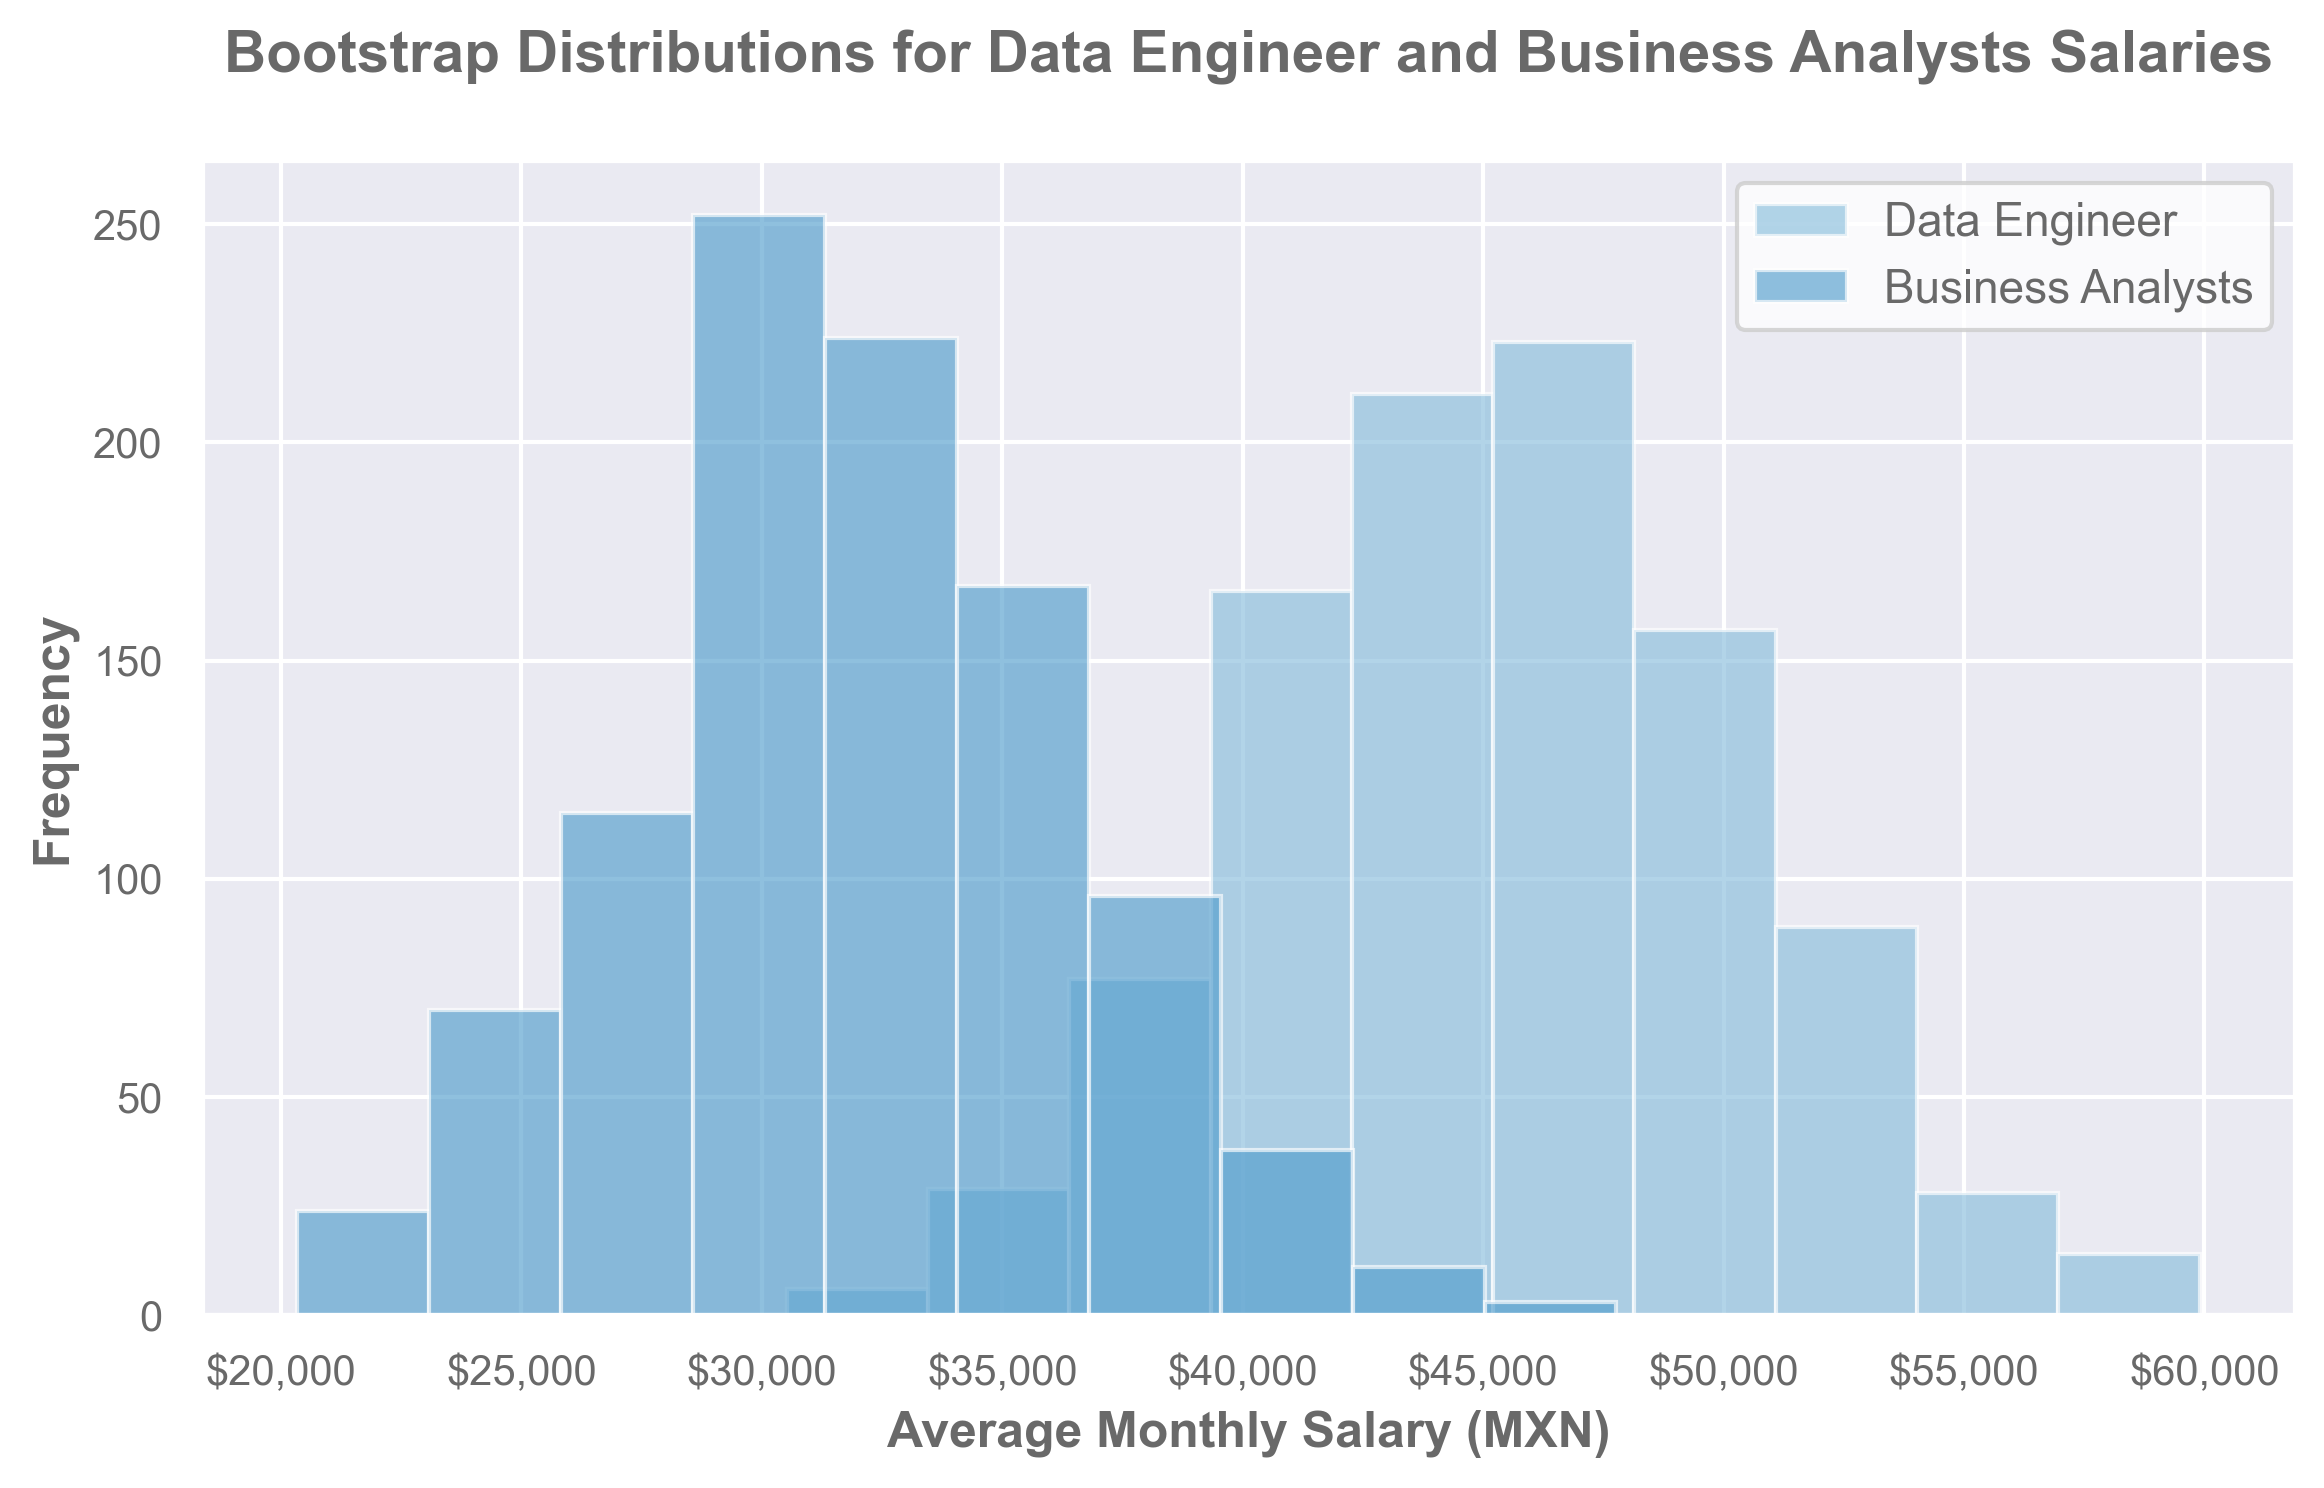 Bootstrap Distributions for Data Engineer and Business Analysts Salaries
Data Engineer
Business Analysts
Frequency
250
200
150
100
50
0
$20,000 $25,000 $30,000 $35,000 $40,000 $45,000 $50,000 $55,000 $60,000
Average Monthly Salary (MXN)